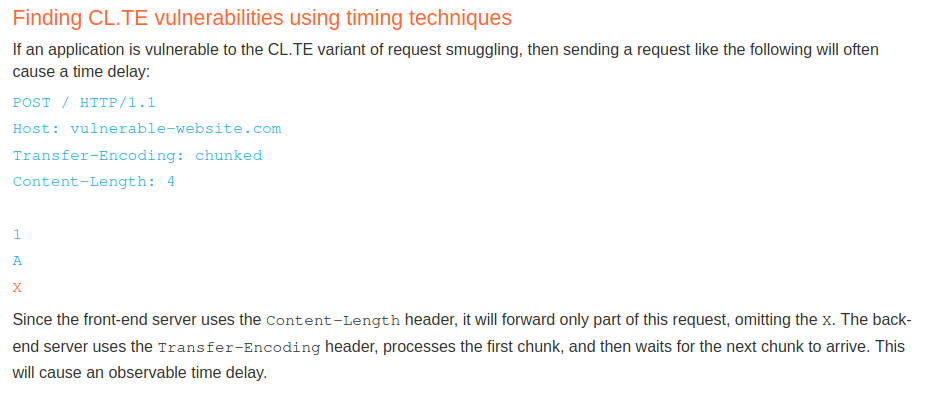 Finding CL.TE vulnerabilities using timing techniques
If an application is vulnerable to the CL.TE variant of request smuggling, then sending a request like the following will often
cause a time delay:
POST / HTTP/1.1
Host: vulnerable-website.com
Transfer-Encoding: chunked
Content-Length: 4
1
A
X
Since the front-end server uses the Content-Length header, it will forward only part of this request, omitting the X. The back-
end server uses the Transfer-Encoding header, processes the first chunk, and then waits for the next chunk to arrive. This
will cause an observable time delay.